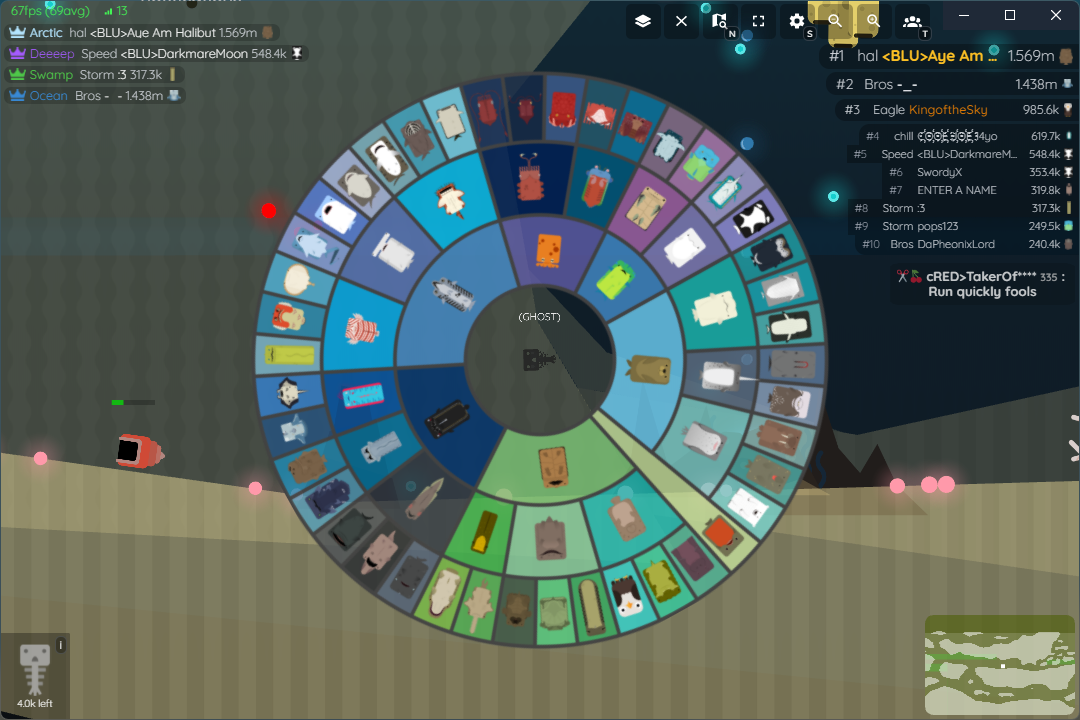 67fps (69avg) 13
Arctic hal <BLU>Aye Am Halibut 1.569m
Deeeep Speed <BLU>DarkmareMoon 548.4k
Swamp Storm :3 317.3k
Ocean Bros - - 1.438m
N
S
T
#1 hal <BLU>Aye Am ... 1.569m
#2 Bros -_- 1.438m
#3 Eagle KingoftheSky 985.6k
#4 chill 34yo 619.7k
#5 Speed <BLU>DarkmareM... 548.4k
#6 SwordyX 353.4k
#7 ENTER A NAME 319.8k
#8 Storm :3 317.3k
#9 Storm pops123 249.5k
#10 Bros DaPheonixLord 240.4k
cRED>TakerOf**** 335 :
Run quickly fools
(GHOST)
i
4.0k left